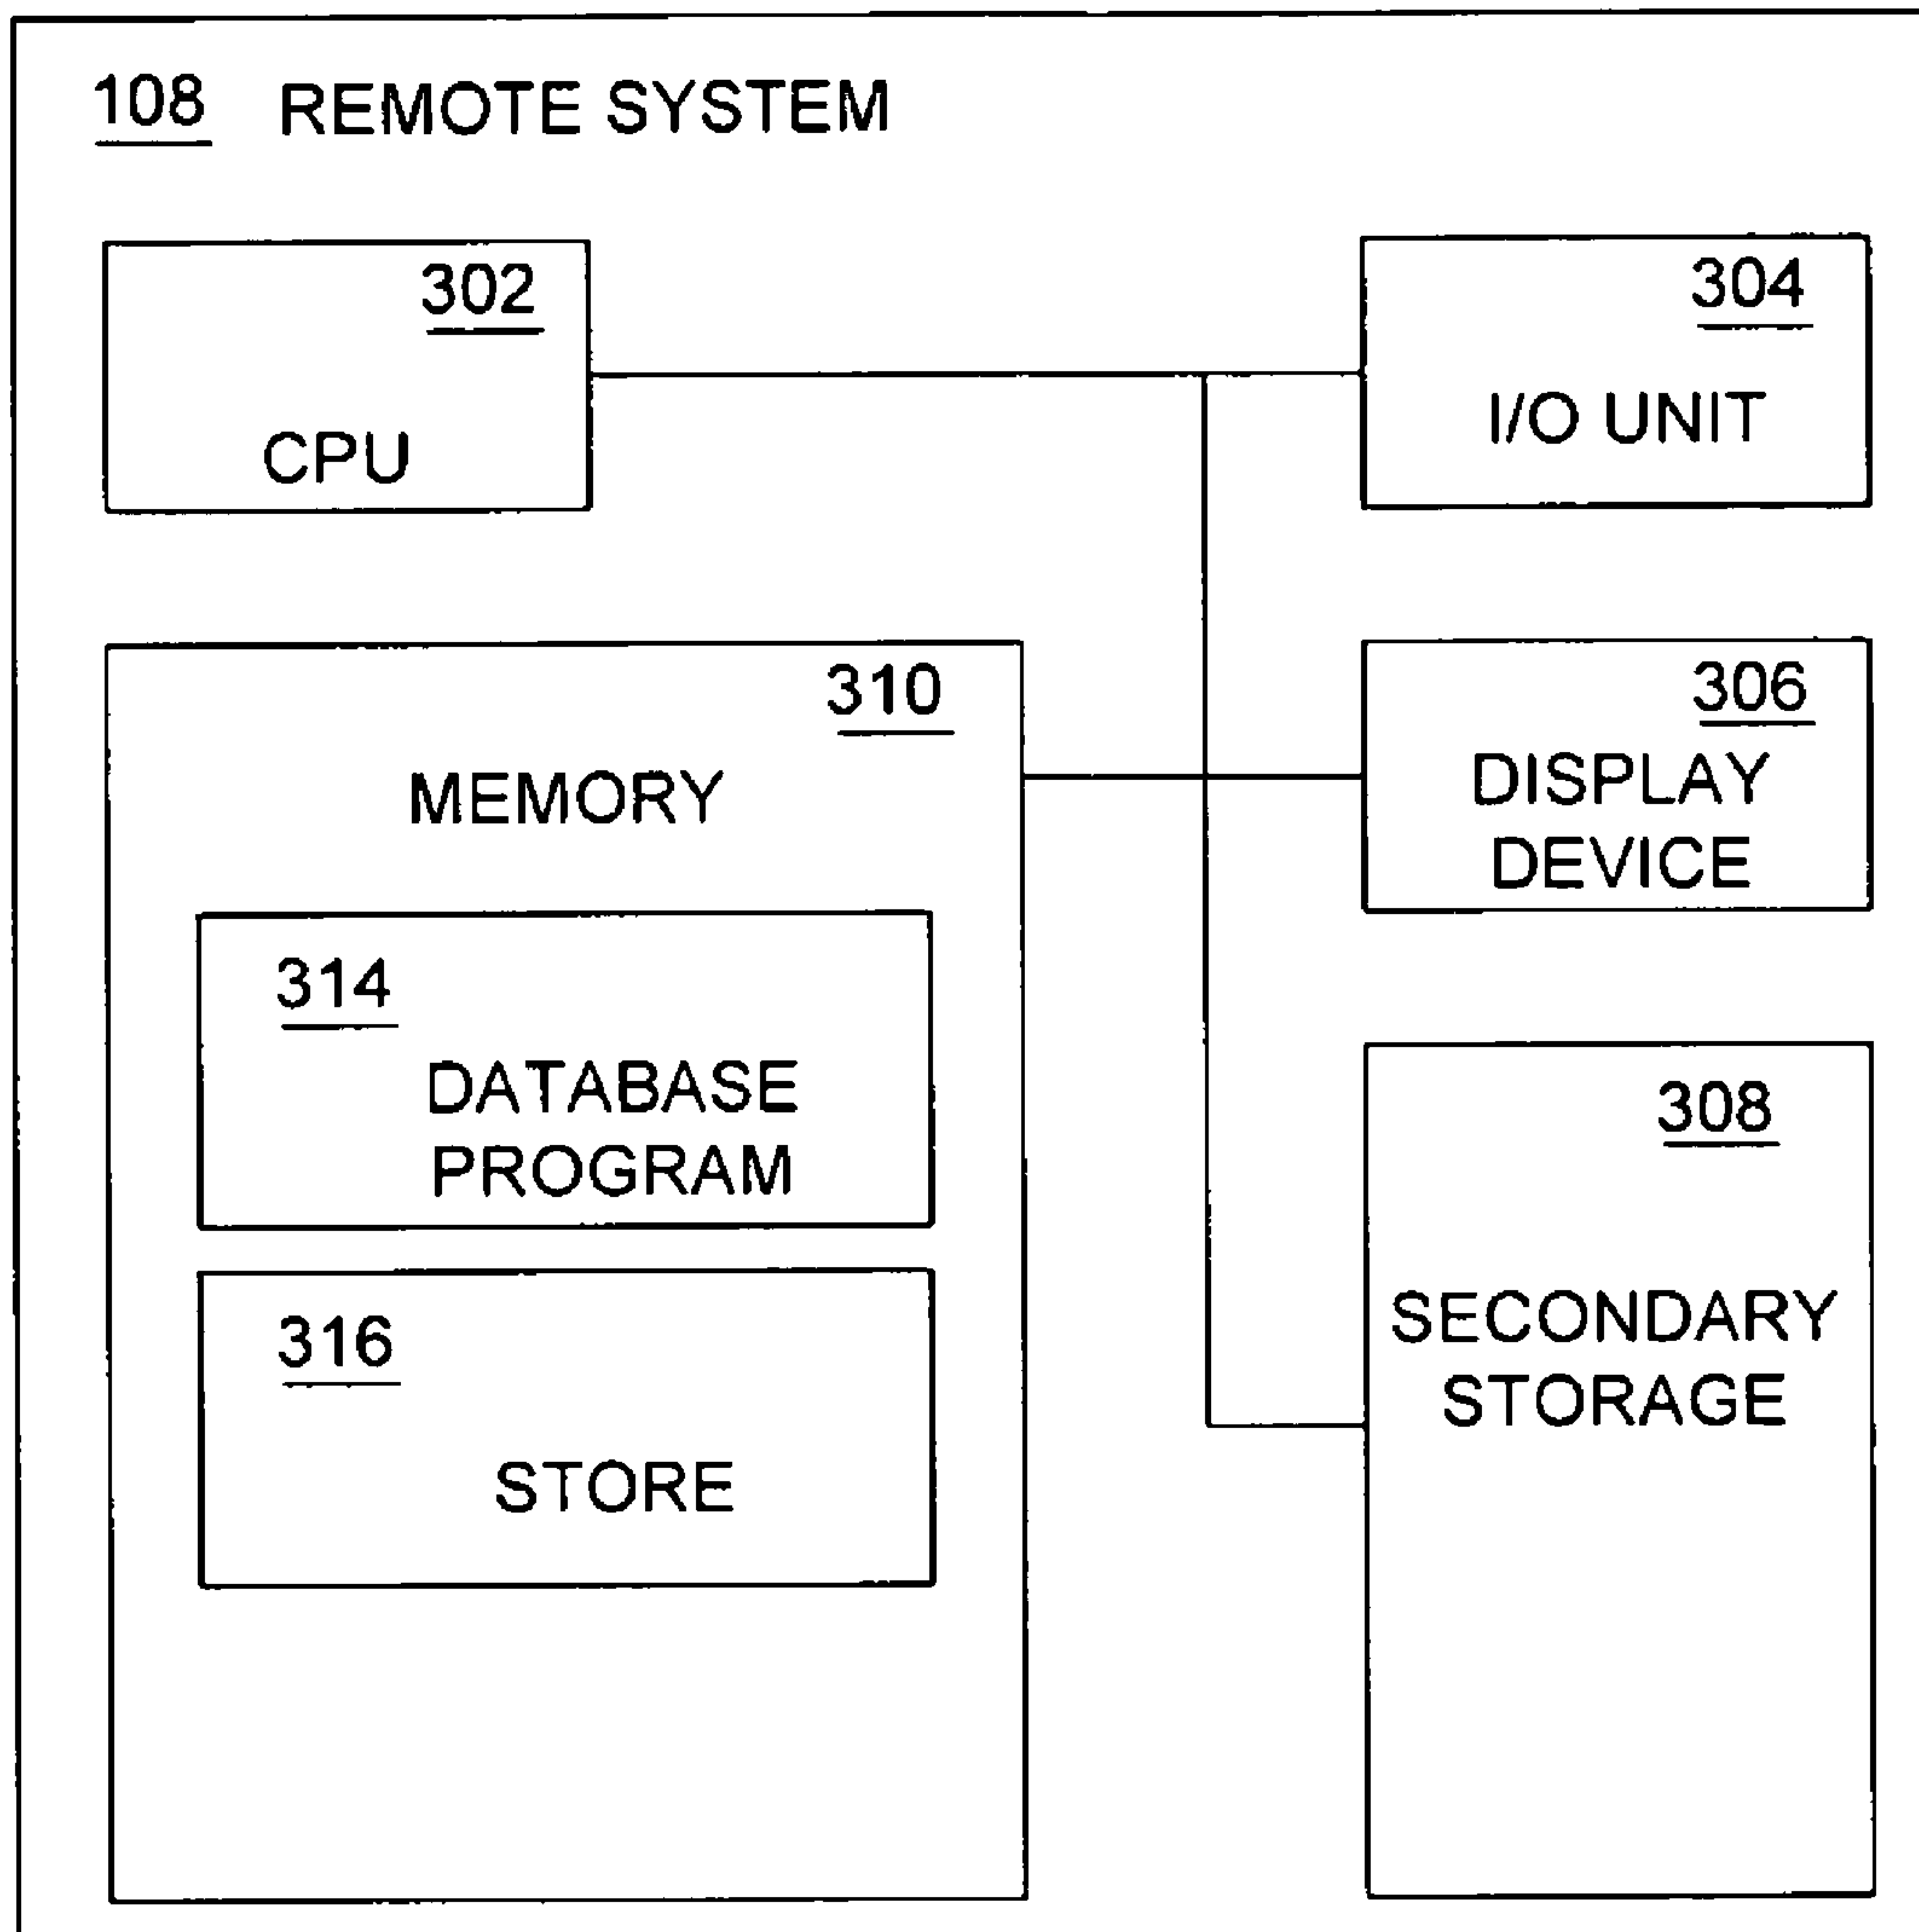 108 REMOTE SYSTEM
302
CPU
304
I/O UNIT
310
MEMORY
306
DISPLAY
DEVICE
314
DATABASE
PROGRAM
316
STORE
308
SECONDARY
STORAGE